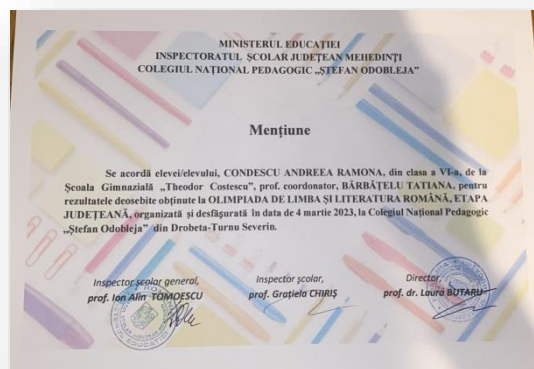 MINISTERUL EDUCAȚIEI
INSPECTORATUL ȘCOLAR JUDEȚEAN MEHEDINȚI
COLEGIUL NAȚIONAL PEDAGOGIC „ȘTEFAN ODOBLEJA”
Mențiune
Se acordă elevei/elevului, CONDESCU ANDREEA RAMONA, din clasa a VI-a, de la
Școala Gimnazială „Theodor Costescu”, prof. coordonator, BĂRBĂȚELU TATIANA, pentru
rezultatele deosebite obținute la OLIMPIADA DE LIMBA ȘI LITERATURA ROMÂNĂ, ETAPA
JUDEȚEANĂ, organizată și desfășurată în data de 4 martie 2023, la Colegiul Național Pedagogic
„Ștefan Odobleja” din Drobeta-Turnu Severin.
Inspector școlar general, Inspector școlar, Director,
prof. Ion Alin TOMOESCU prof. Grațiela CHIRIȘ prof. dr. Laura BUTARU